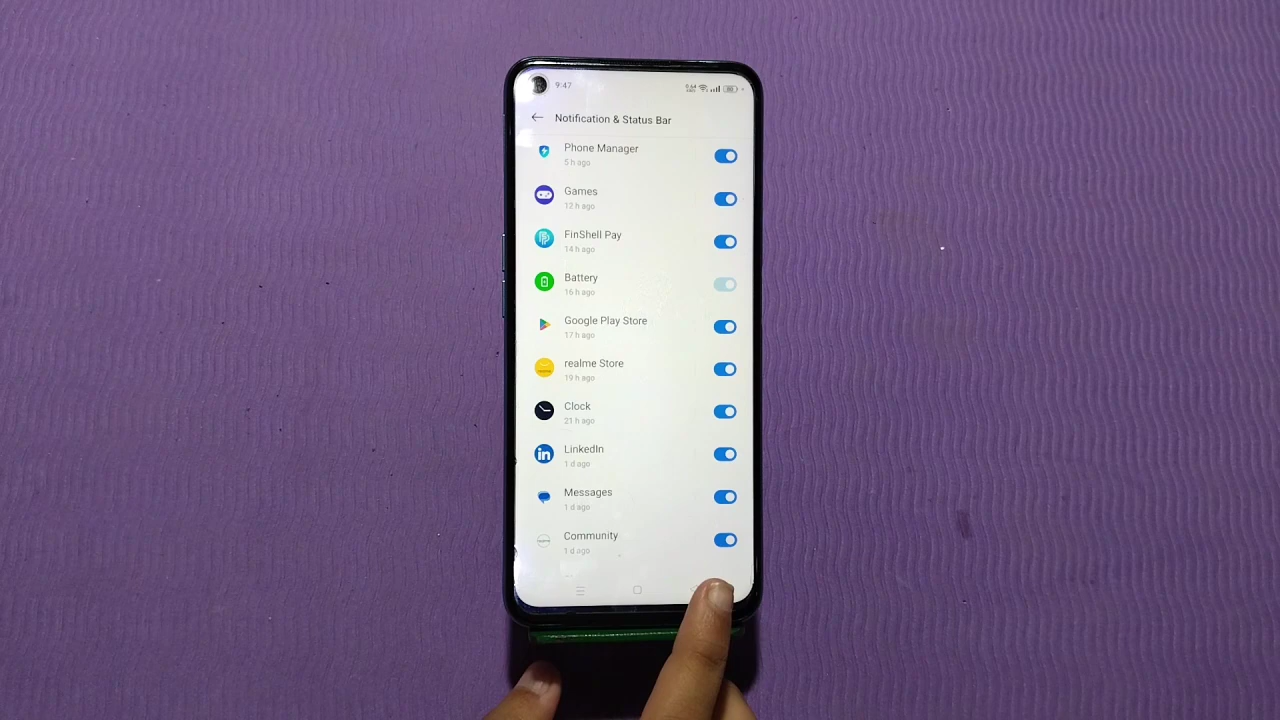 9:47
Notification & Status Bar
Phone Manager
5 h ago
Games
12 h ago
FinShell Pay
14 h ago
Battery
16 h ago
Google Play Store
17 h ago
realme Store
19 h ago
Clock
21 h ago
LinkedIn
1 d ago
Messages
1 d ago
Community
1 d ago